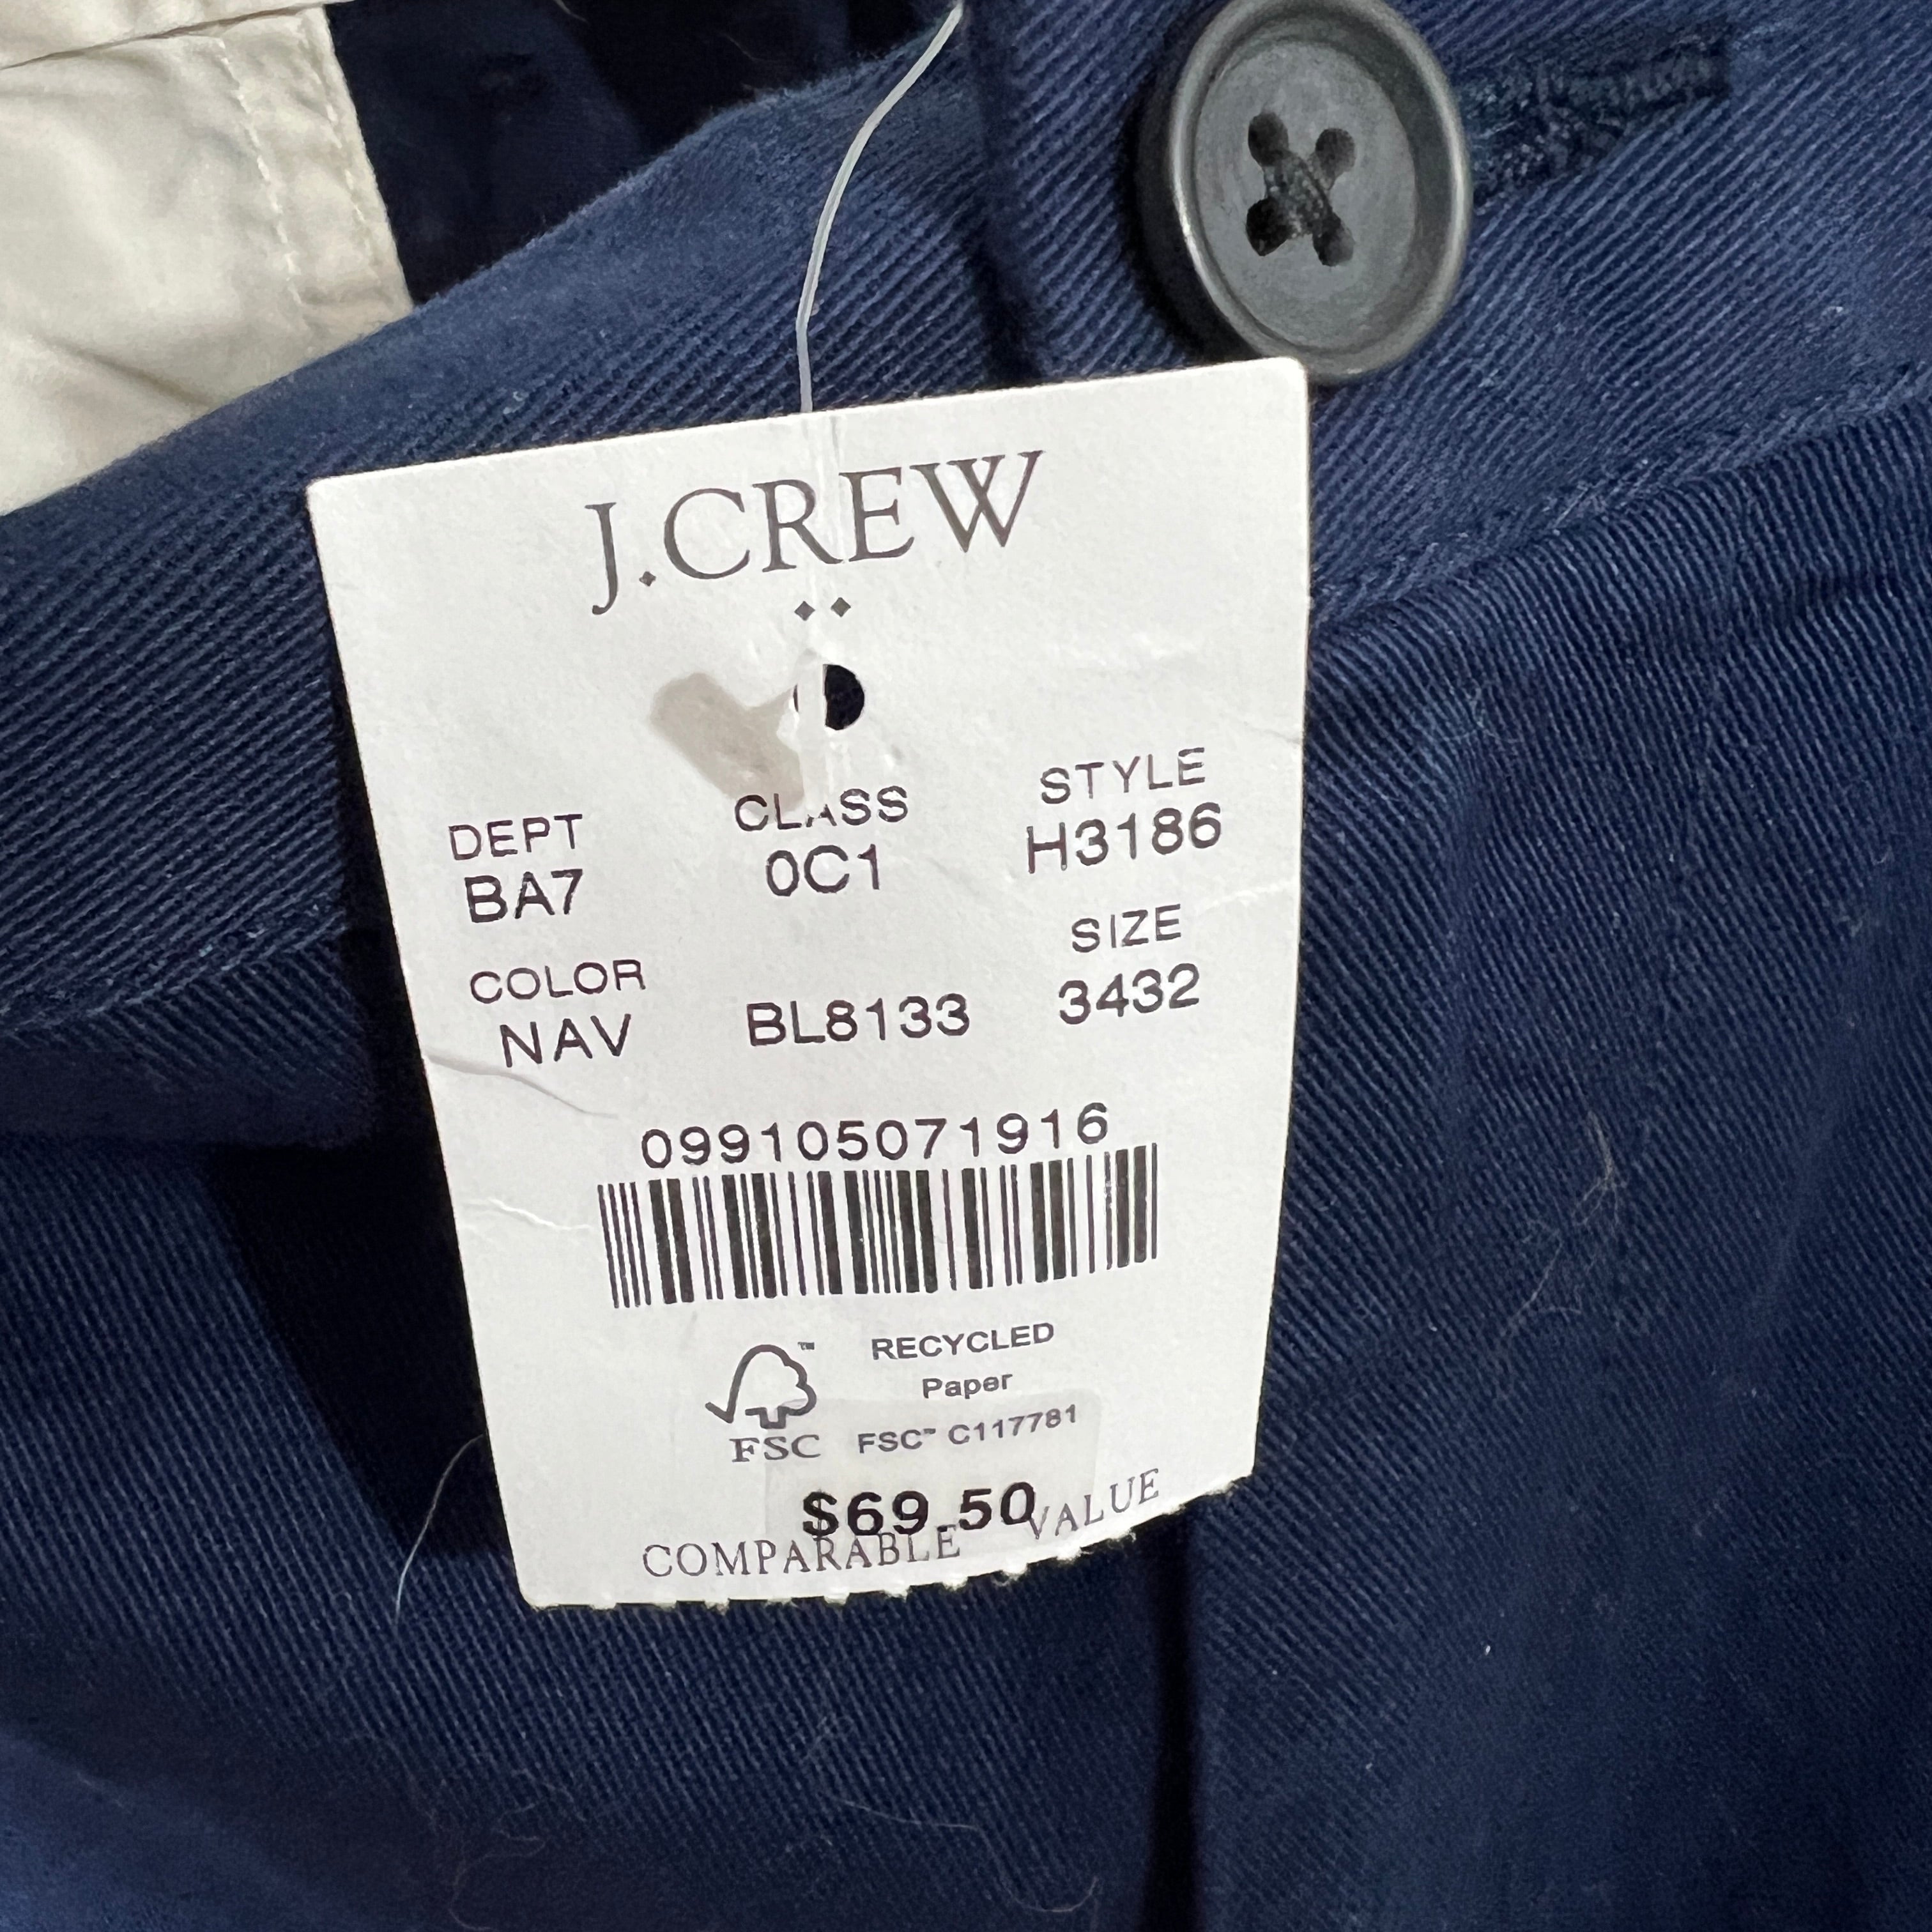 J.CREW
DEPT CLASS STYLE
BA7 0C1 H3186
COLOR SIZE
NAV BL8133 3432
099105071916
RECYCLED
Paper
FSC™ C117781
FSC
™
$69.50
COMPARABLE VALUE